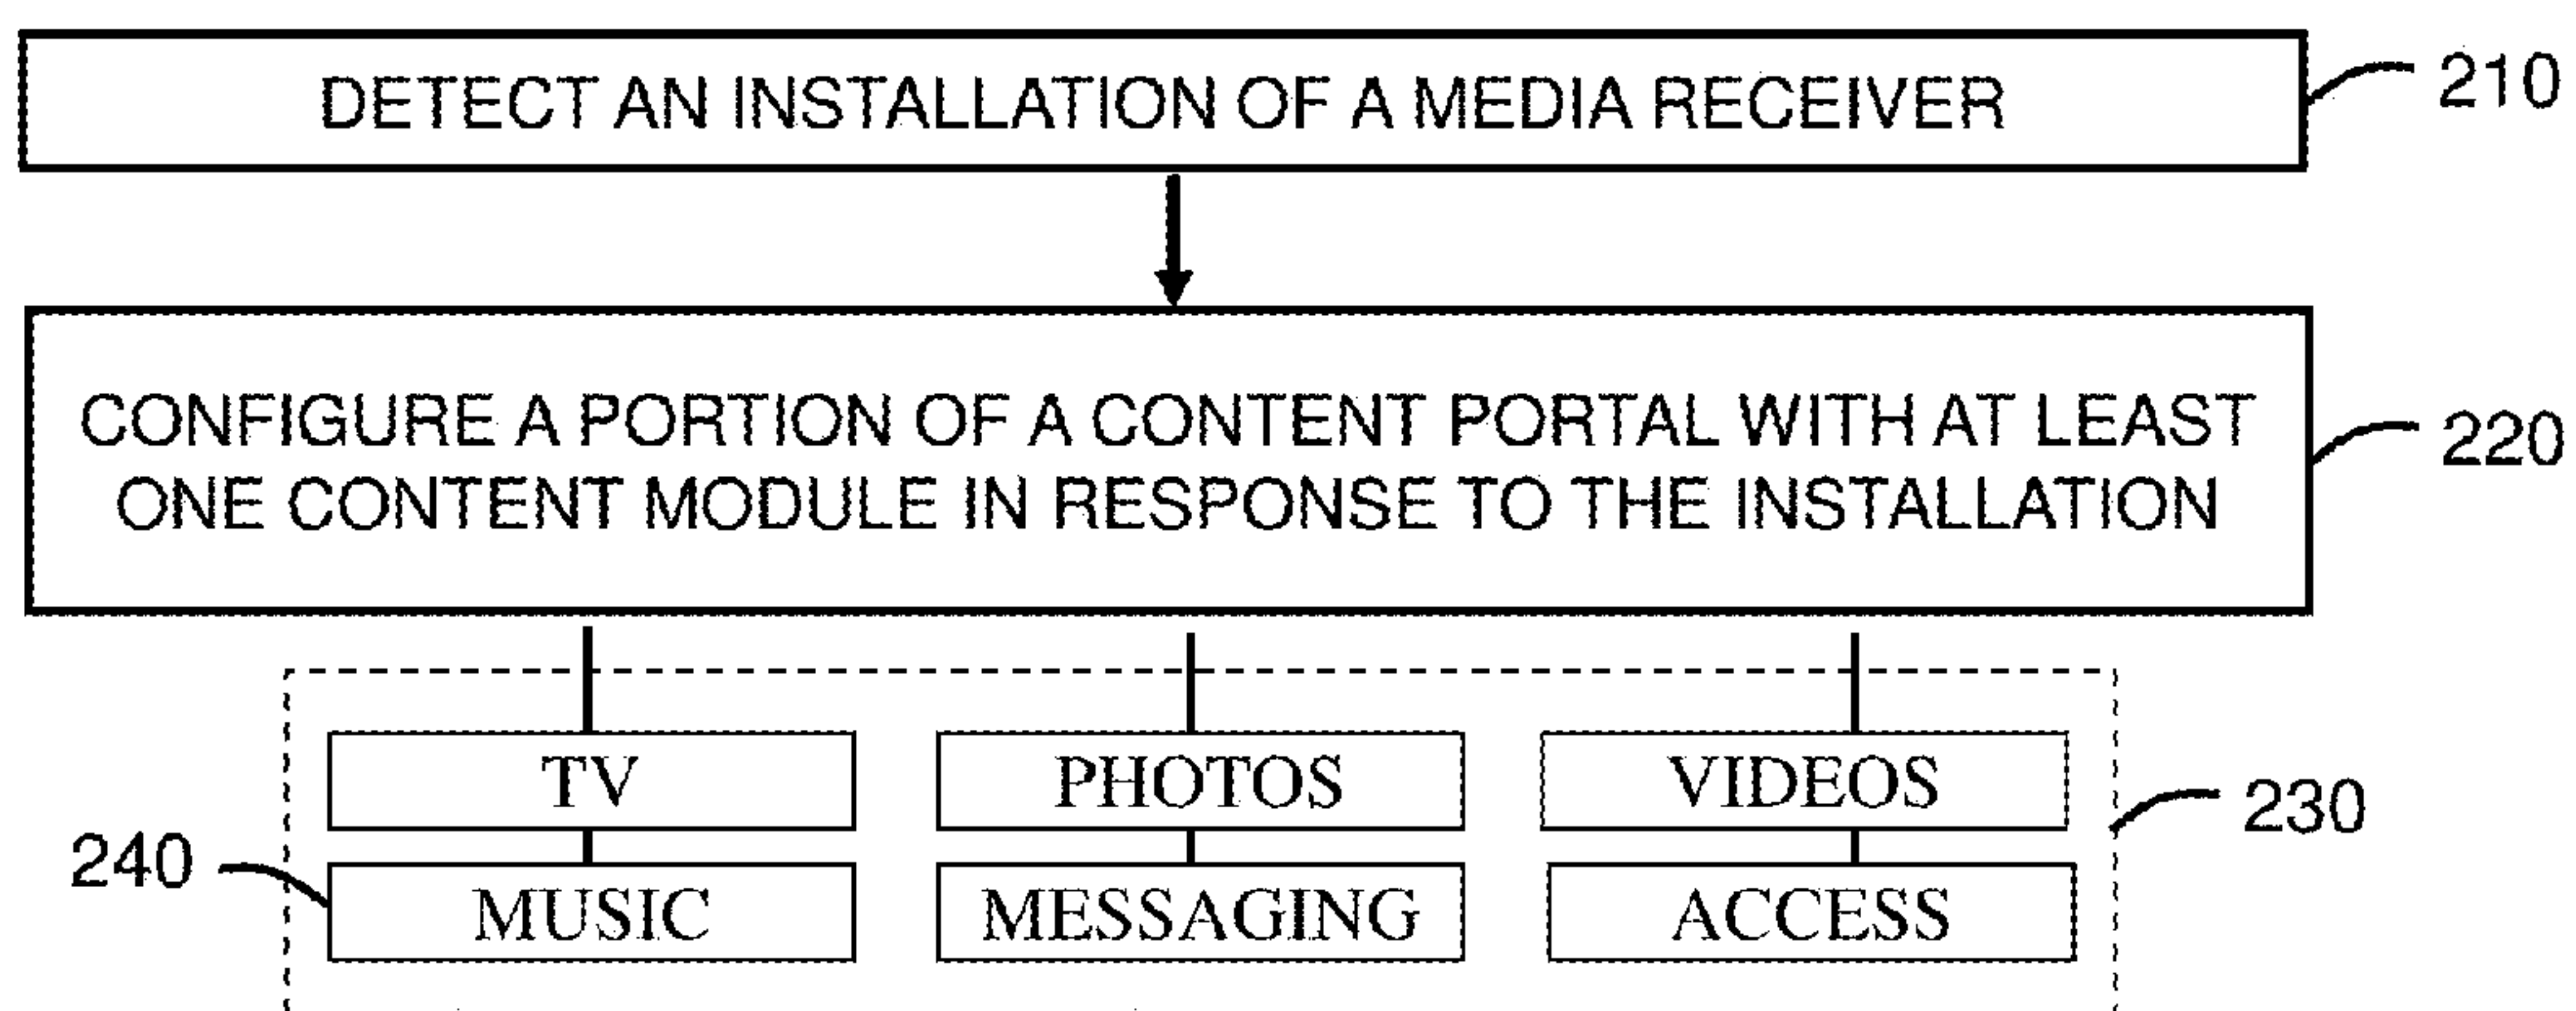 DETECT AN INSTALLATION OF A MEDIA RECEIVER
210
CONFIGURE A PORTION OF A CONTENT PORTAL WITH AT LEAST
ONE CONTENT MODULE IN RESPONSE TO THE INSTALLATION
220
TV
PHOTOS
VIDEOS
230
240
MUSIC
MESSAGING
ACCESS